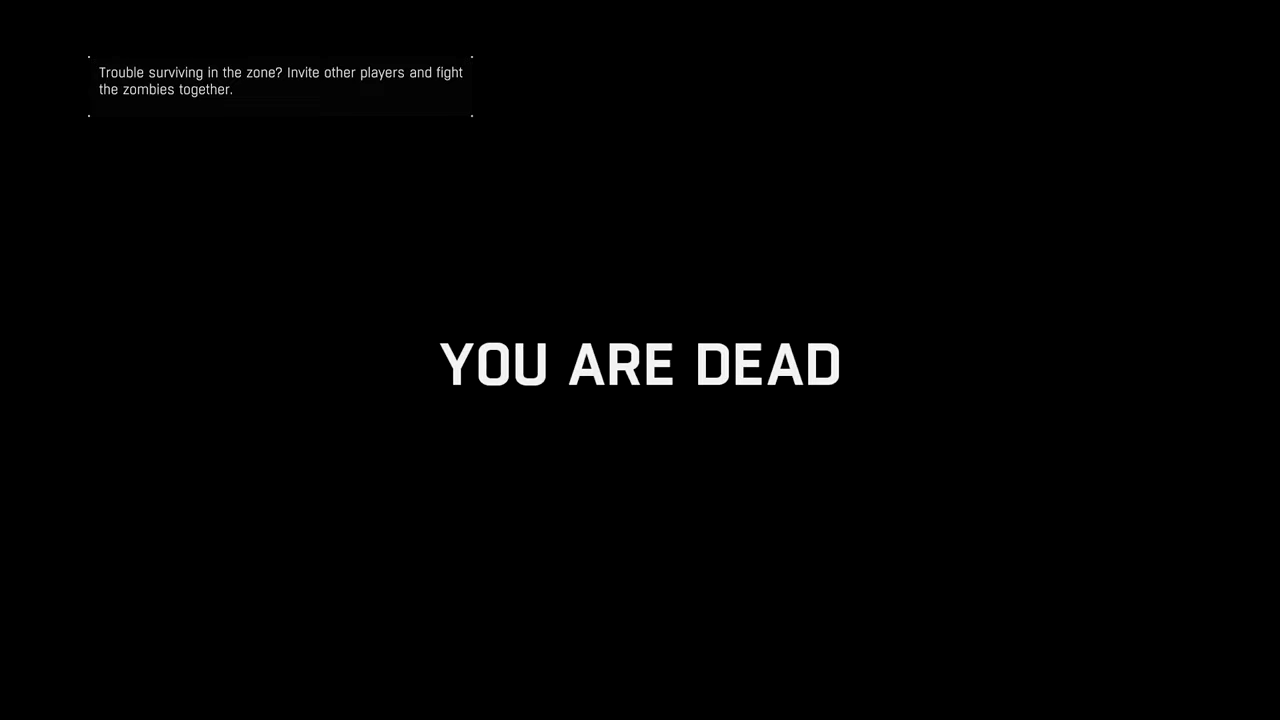 Trouble surviving in the zone? Invite other players and fight
the zombies together.
YOU ARE DEAD